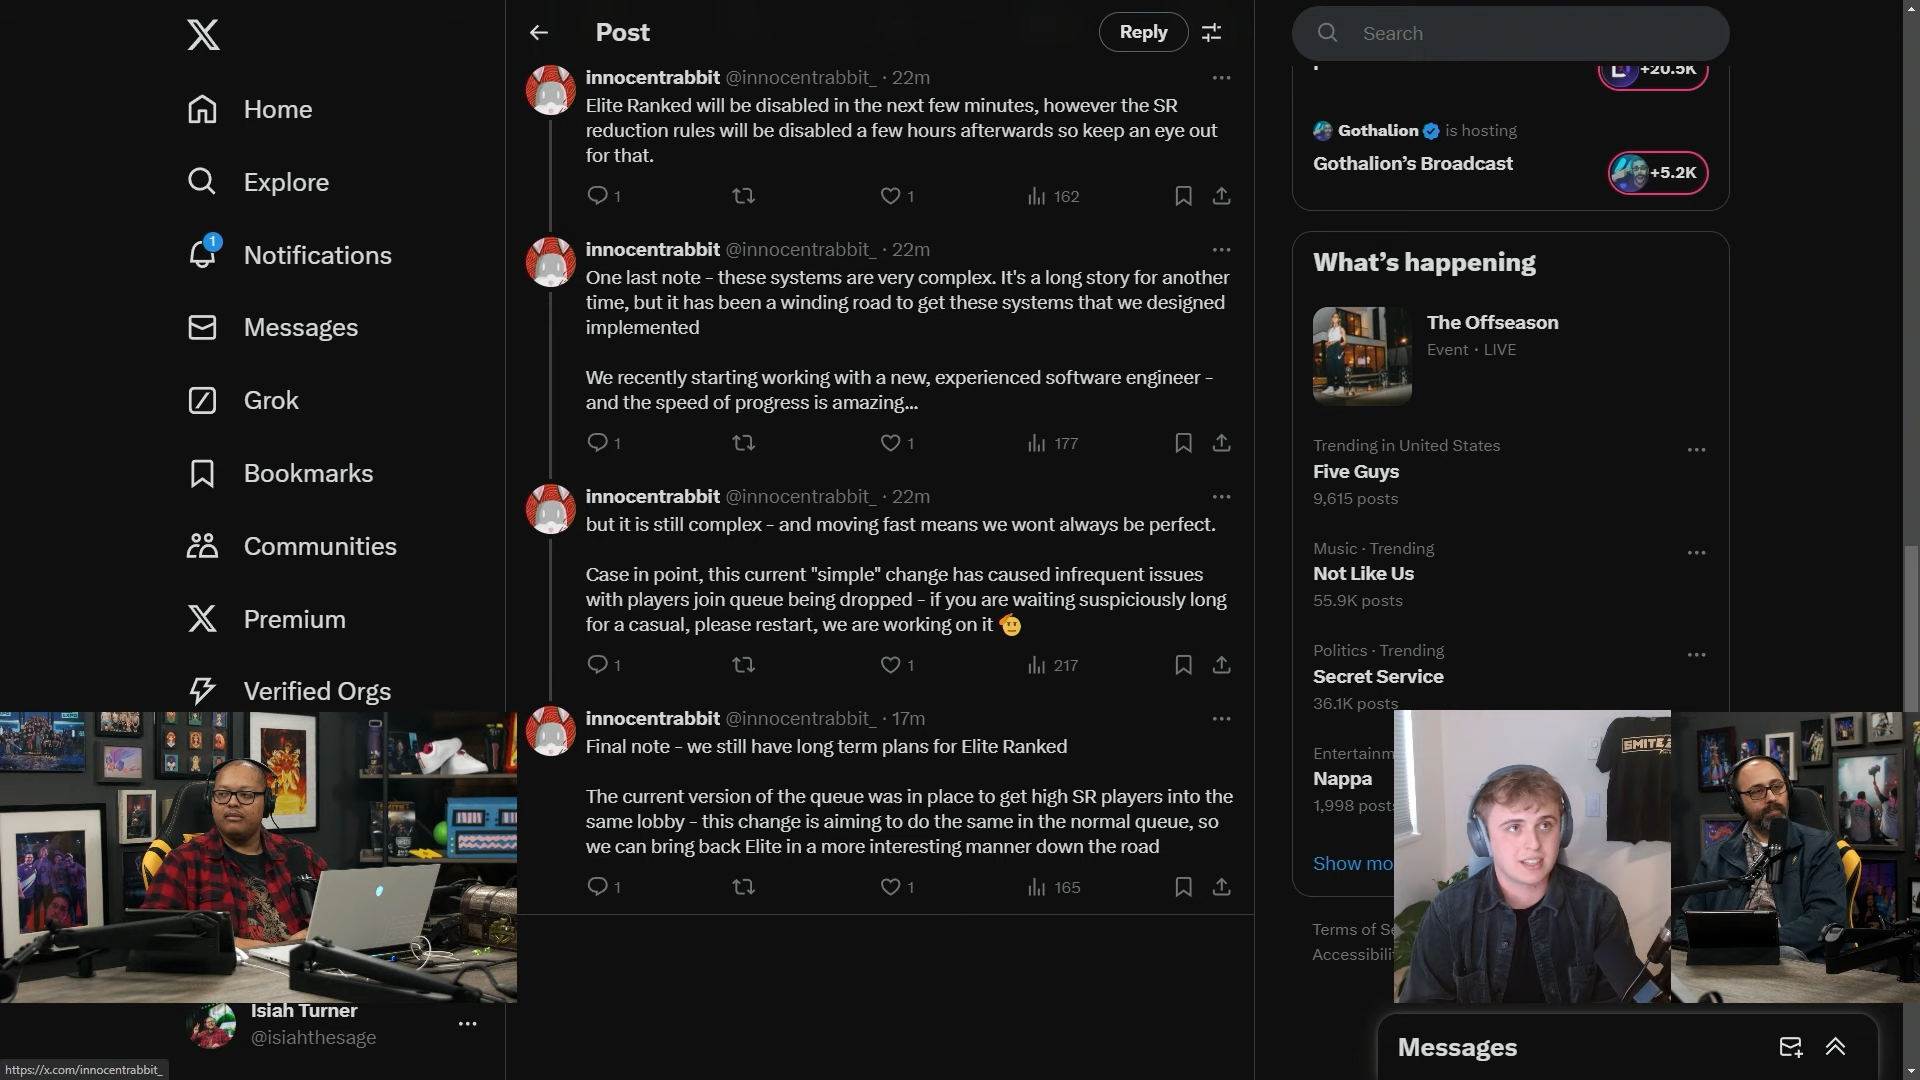 Home
Explore
1
Notifications
Messages
Grok
Bookmarks
Communities
Premium
Verified Orgs
Isiah Turner
@isiahthesage
https://x.com/innocentrabbit_
Post
Reply
innocentrabbit @innocentrabbit_ · 22m
Elite Ranked will be disabled in the next few minutes, however the SR
reduction rules will be disabled a few hours afterwards so keep an eye out
for that.
1 1 162
innocentrabbit @innocentrabbit_ · 22m
One last note - these systems are very complex. It's a long story for another
time, but it has been a winding road to get these systems that we designed
implemented
We recently starting working with a new, experienced software engineer -
and the speed of progress is amazing...
1 1 177
innocentrabbit @innocentrabbit_ · 22m
but it is still complex - and moving fast means we wont always be perfect.
Case in point, this current "simple" change has caused infrequent issues
with players join queue being dropped - if you are waiting suspiciously long
for a casual, please restart, we are working on it 🫡
1 1 217
innocentrabbit @innocentrabbit_ · 17m
Final note - we still have long term plans for Elite Ranked
The current version of the queue was in place to get high SR players into the
same lobby - this change is aiming to do the same in the normal queue, so
we can bring back Elite in a more interesting manner down the road
1 1 165
Search
+20.5K
Gothalion is hosting
Gothalion's Broadcast
+5.2K
What's happening
The Offseason
Event · LIVE
Trending in United States
Five Guys
9,615 posts
Music · Trending
Not Like Us
55.9K posts
Politics · Trending
Secret Service
36.1K posts
Entertainm
Nappa
1,998 posts
Show mo
Terms of Se
Accessibili
SMITE 2
Messages